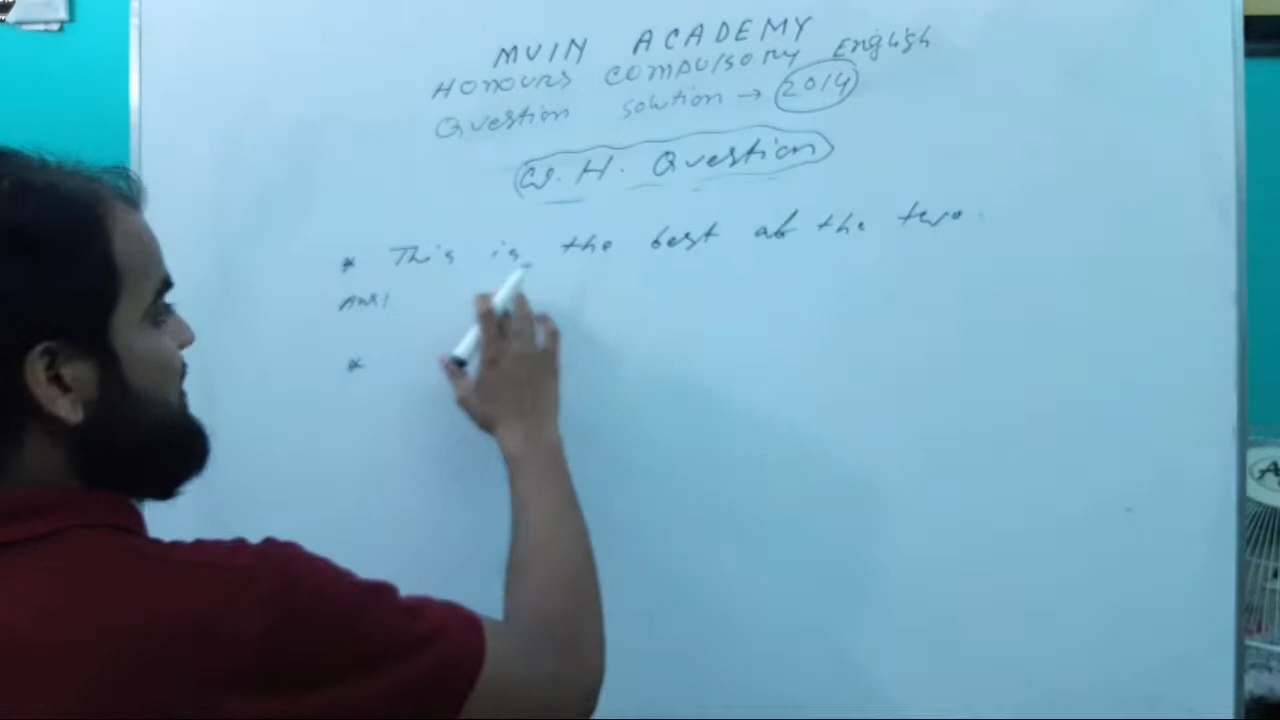 MUIN ACADEMY
HONOURS COMPULSORY English
Question solution → 2014
W.H. Question
* This is the best of the two.
Ans:
*
A